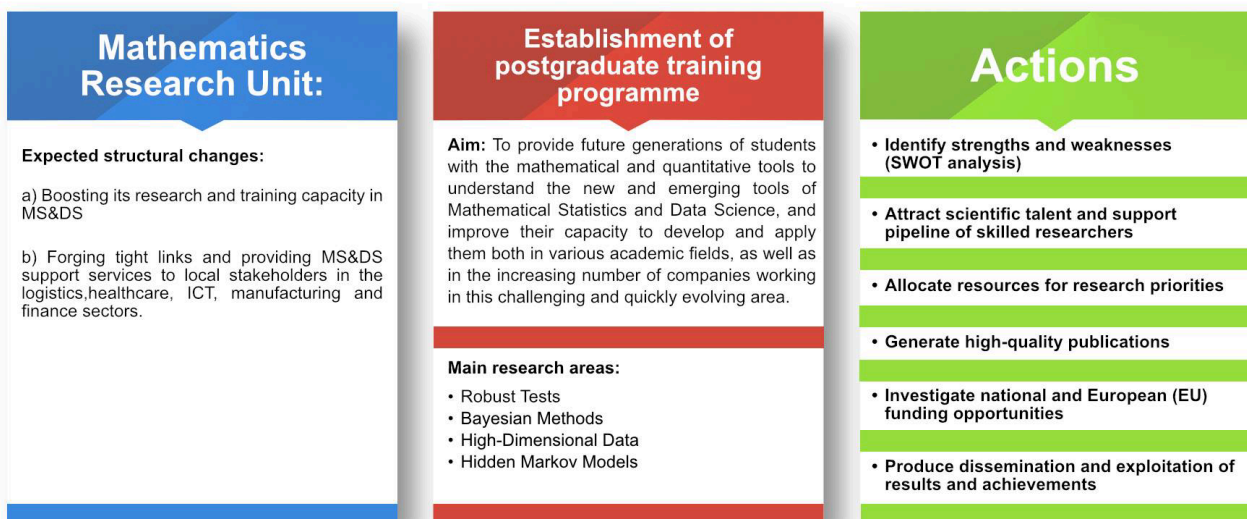 Mathematics
Research Unit:
Expected structural changes:
a) Boosting its research and training capacity in
MS&DS
b) Forging tight links and providing MS&DS
support services to local stakeholders in the
logistics,healthcare, ICT, manufacturing and
finance sectors.
Establishment of
postgraduate training
programme
Aim: To provide future generations of students
with the mathematical and quantitative tools to
understand the new and emerging tools of
Mathematical Statistics and Data Science, and
improve their capacity to develop and apply
them both in various academic fields, as well as
in the increasing number of companies working
in this challenging and quickly evolving area.
Main research areas:
• Robust Tests
• Bayesian Methods
• High-Dimensional Data
• Hidden Markov Models
Actions
• Identify strengths and weaknesses
(SWOT analysis)
• Attract scientific talent and support
pipeline of skilled researchers
• Allocate resources for research priorities
• Generate high-quality publications
• Investigate national and European (EU)
funding opportunities
• Produce dissemination and exploitation of
results and achievements